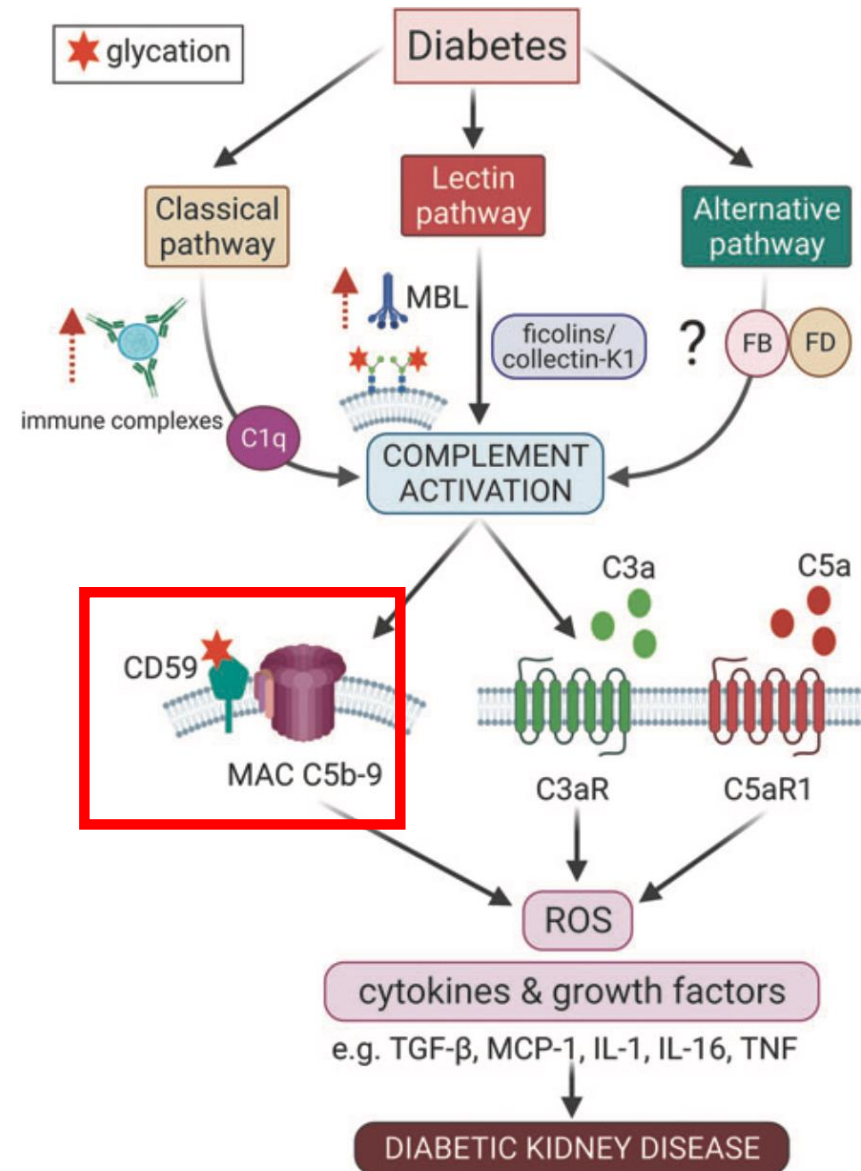 glycation
Diabetes
Classical
pathway
Lectin
pathway
Alternative
pathway
MBL
immune complexes
C1q
ficolins/
collectin-K1
?
FB
FD
COMPLEMENT
ACTIVATION
CD59
MAC C5b-9
C3a
C5a
C3aR
C5aR1
ROS
cytokines & growth factors
e.g. TGF-β, MCP-1, IL-1, IL-16, TNF
DIABETIC KIDNEY DISEASE